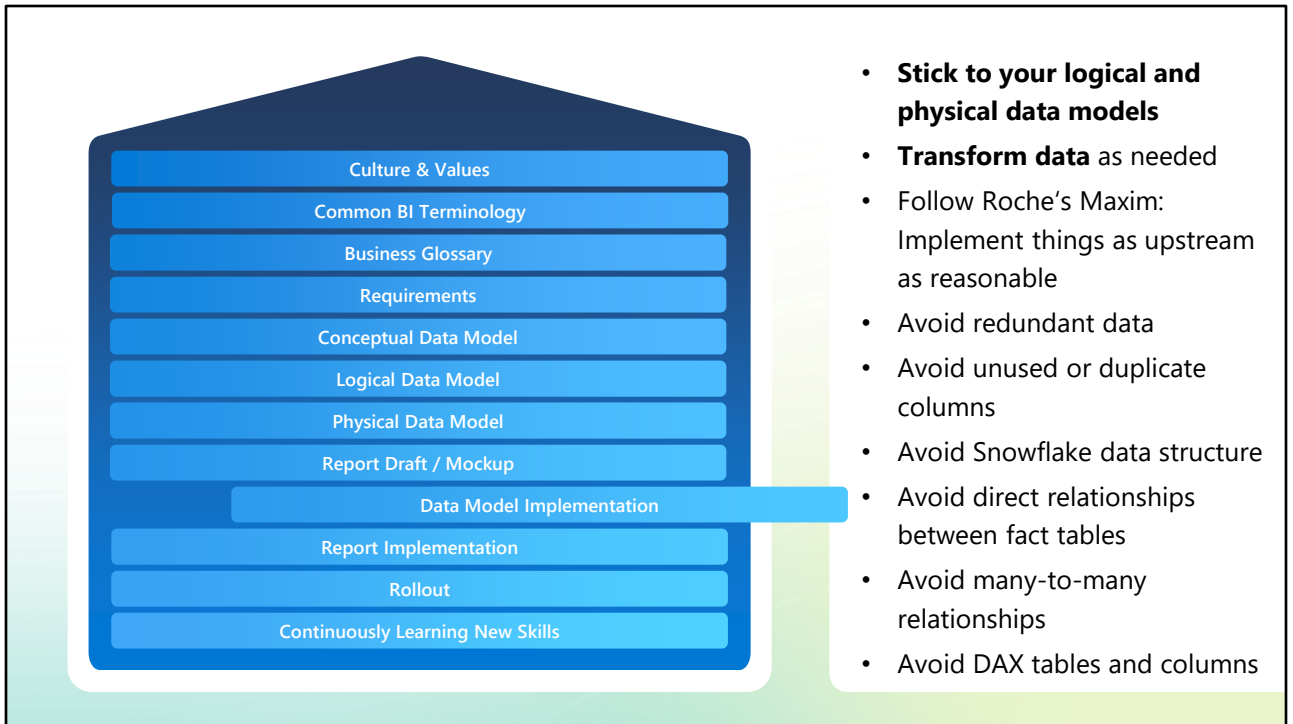 Culture & Values
Common BI Terminology
Business Glossary
Requirements
Conceptual Data Model
Logical Data Model
Physical Data Model
Report Draft / Mockup
Data Model Implementation
Report Implementation
Rollout
Continuously Learning New Skills
• Stick to your logical and
physical data models
• Transform data as needed
• Follow Roche‘s Maxim:
Implement things as upstream
as reasonable
• Avoid redundant data
• Avoid unused or duplicate
columns
• Avoid Snowflake data structure
• Avoid direct relationships
between fact tables
• Avoid many-to-many
relationships
• Avoid DAX tables and columns